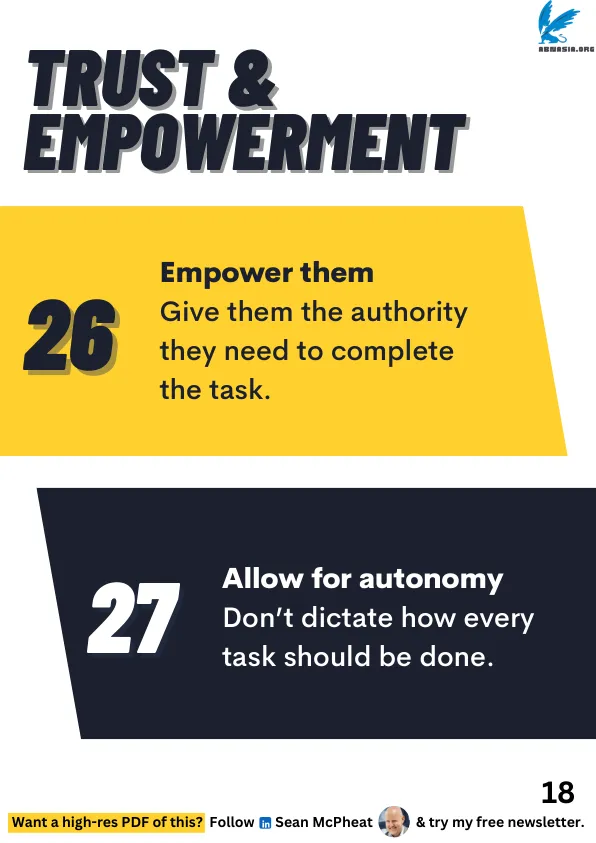 ABNASIA.ORG
TRUST &
EMPOWERMENT
26
Empower them
Give them the authority
they need to complete
the task.
27
Allow for autonomy
Don't dictate how every
task should be done.
18
Want a high-res PDF of this? Follow in Sean McPheat & try my free newsletter.